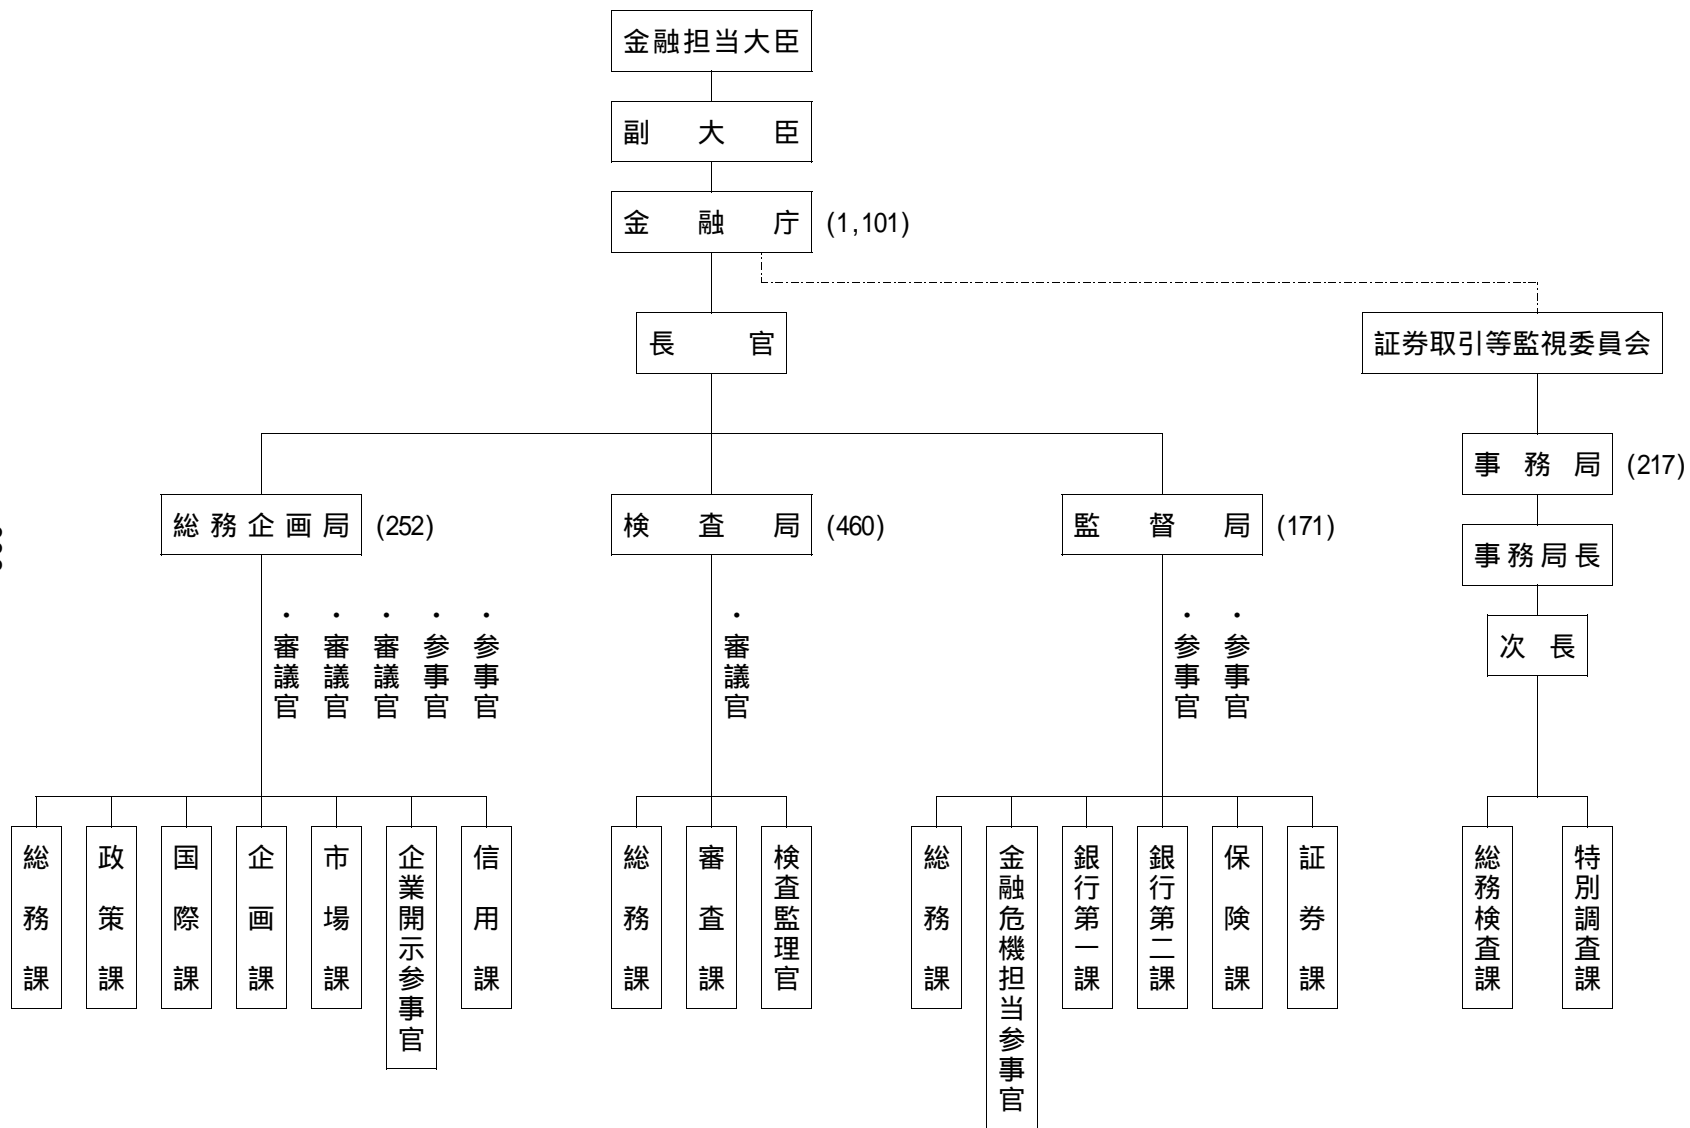 金融担当大臣
副大臣
金融庁 (1,101)
長官
証券取引等監視委員会
事務局 (217)
総務企画局 (252)
検査局 (460)
監督局 (171)
事務局長
次長
・審議官
・審議官
・審議官
・参事官
・参事官
・審議官
・参事官
・参事官
総務課
政策課
国際課
企画課
市場課
企業開示参事官
信用課
総務課
審査課
検査監理官
総務課
金融危機担当参事官
銀行第一課
銀行第二課
保険課
証券課
総務検査課
特別調査課